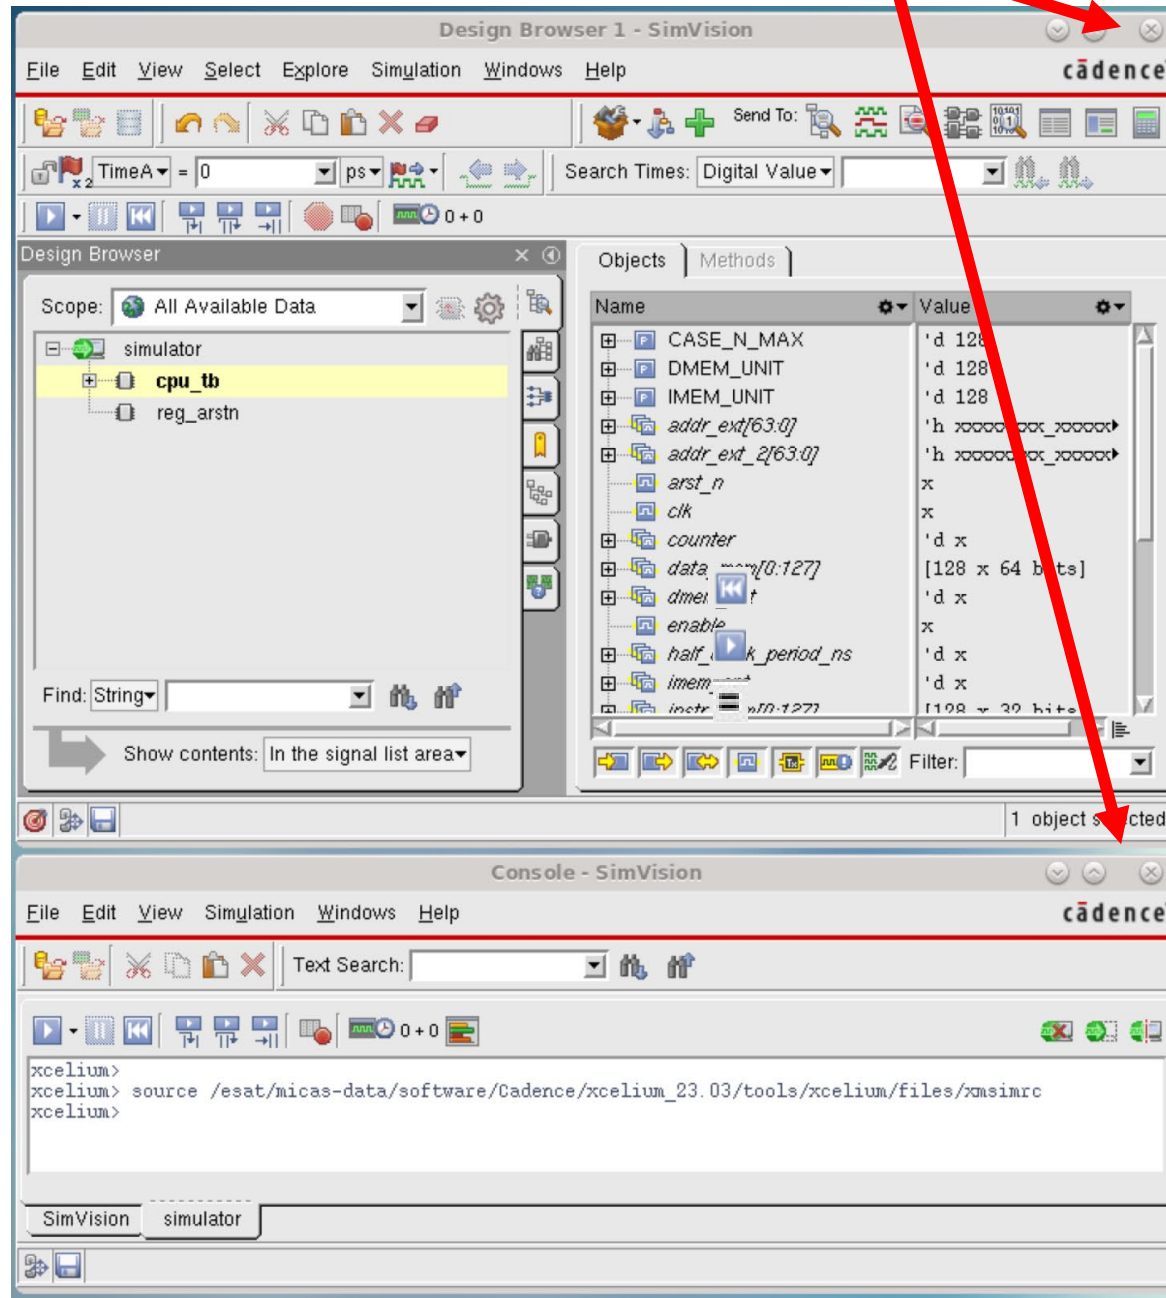 Design Browser 1 - SimVision
File Edit View Select Explore Simulation Windows Help cādence
Send To:
TimeA = 0 ps Search Times: Digital Value
0 + 0
Design Browser
Objects Methods
Scope: All Available Data
Name Value
simulator
cpu_tb
reg_arstn
CASE_N_MAX 'd 128
DMEM_UNIT 'd 128
IMEM_UNIT 'd 128
addr_ext[63:0] 'h
addr_ext_2[63:0] 'h
arst_n x
clk x
counter 'd x
[0:127] [128 x 64 bits]
'd x
enable x
period_ns 'd x
'd x
Find: String
Show contents: In the signal list area
Filter:
1 object selected
Console - SimVision
File Edit View Simulation Windows Help cādence
Text Search:
0 + 0
xcelium>
xcelium> source /esat/micas-data/software/Cadence/xcelium_23.03/tools/xcelium/files/xmsimrc
xcelium>
SimVision simulator